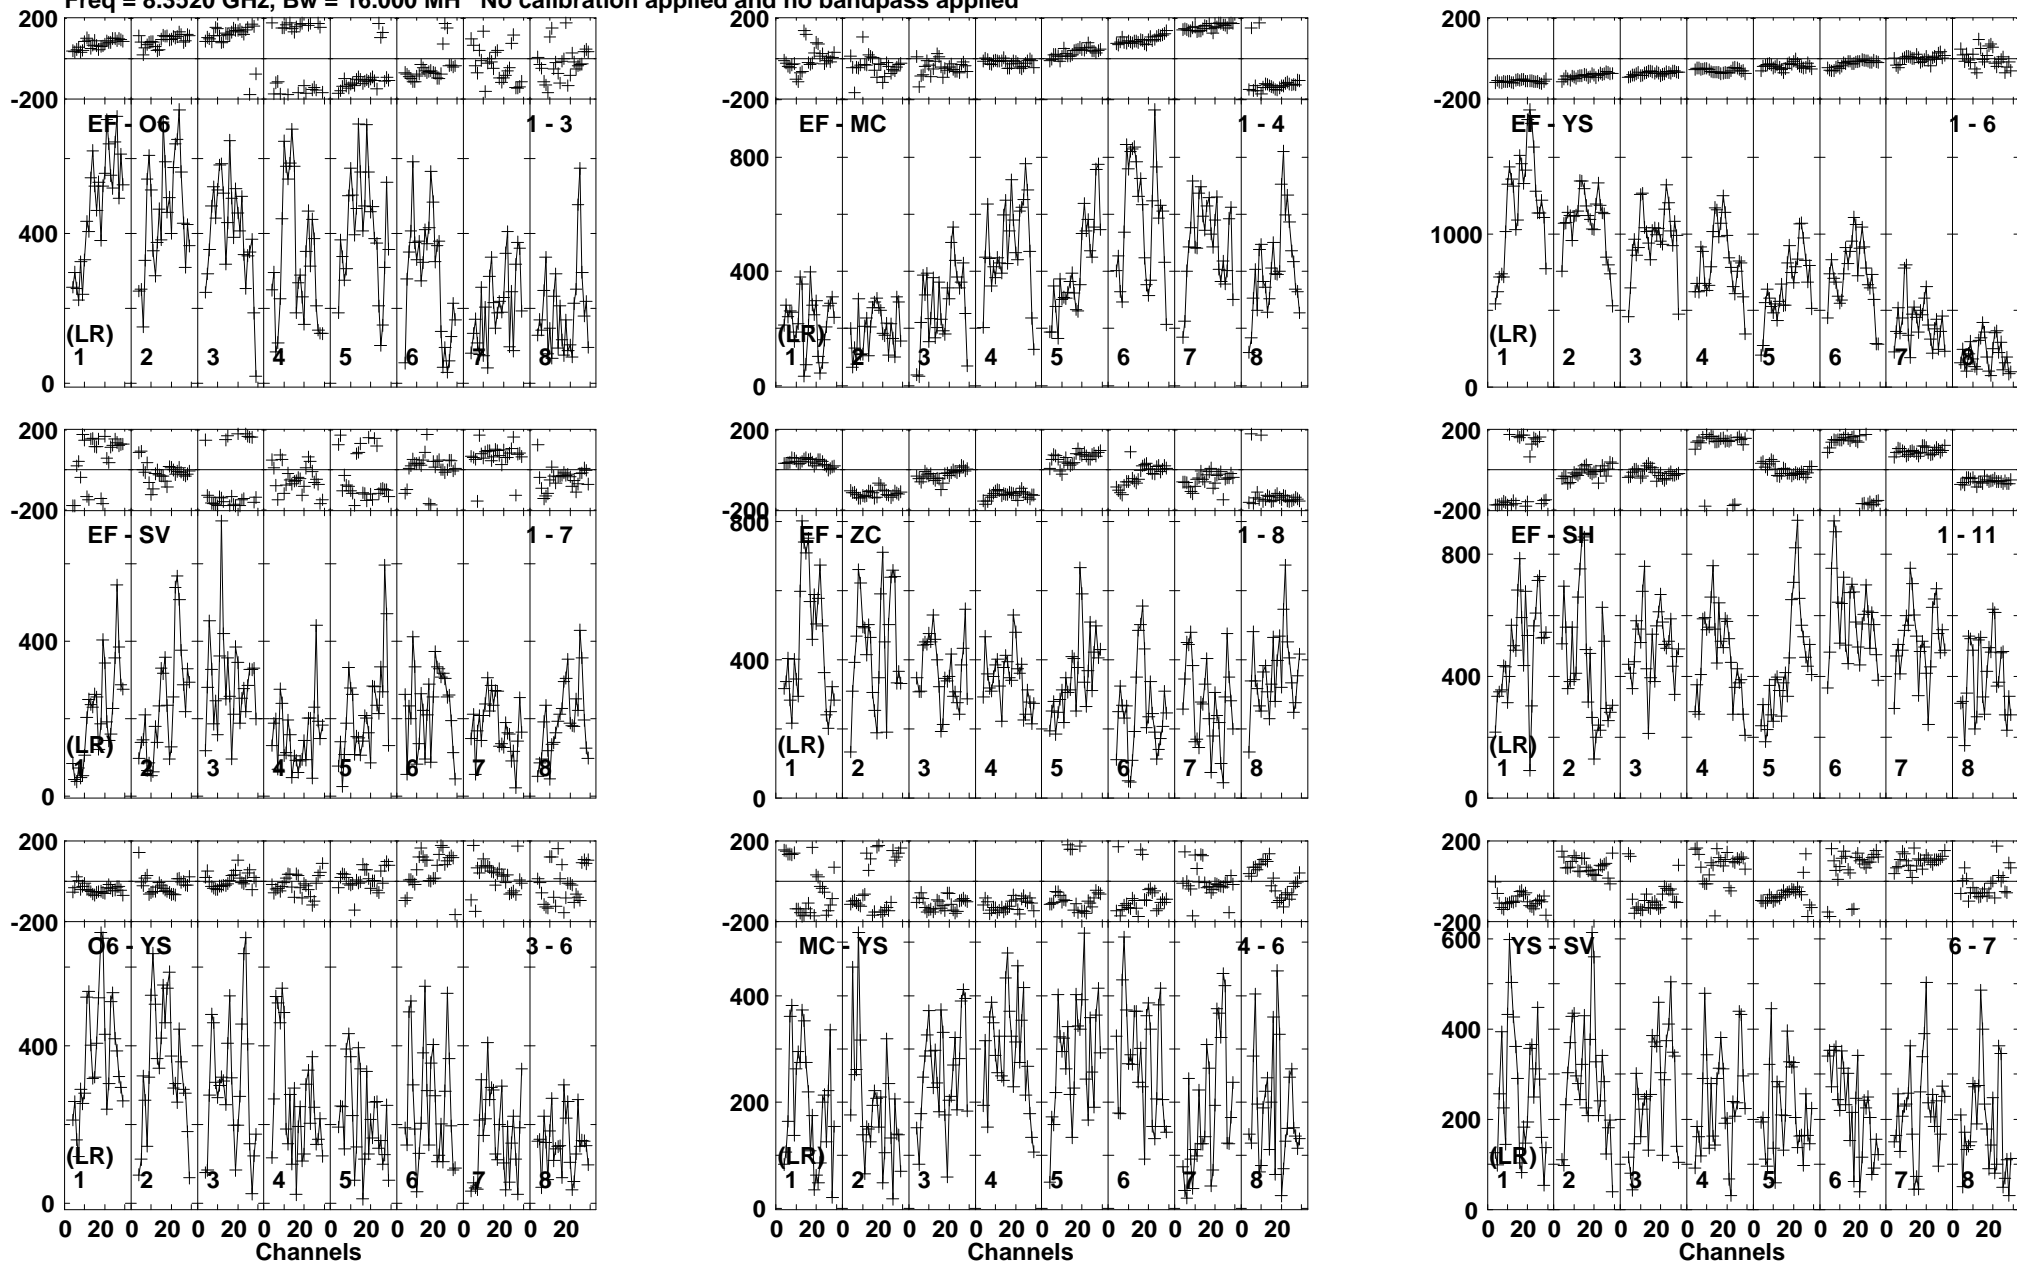 Freq = 8.3520 GHz, Bw = 16.000 MH No calibration applied and no bandpass applied
200 200 200
-200 -200 -200
EF - O6 1 - 3 EF - MC 1 - 4 EF - YS 1 - 6
800
400 400 1000
(LR) (LR) (LR)
1 2 3 4 5 6 7 8 1 2 3 4 5 6 7 8 1 2 3 4 5 6 7 8
0 0 0
200 200 200
-200 -200 -200
800
EF - SV 1 - 7 EF - ZC 1 - 8 EF - SH 1 - 11
800
400 400 400
(LR) (LR)
1 2 3 4 5 6 7 8 1 2 3 4 5 6 7 8 1 2 3 4 5 6 7 8
0 0 0
200 200 200
-200 -200 -200
O6 - YS 3 - 6 MC - YS 4 - 6 YS - SV 6 - 7
600
400 400 400
200 200
(LR) (LR) (LR)
1 2 3 4 5 6 7 8 1 2 3 4 5 6 7 8 1 2 3 4 5 6 7 8
0 0 0
0 20 0 20 0 20 0 20 0 20 0 20 0 20 0 20 0 20 0 20 0 20 0 20 0 20 0 20 0 20 0 20 0 20 0 20 0 20 0 20 0 20 0 20 0 20 0 20
Channels Channels